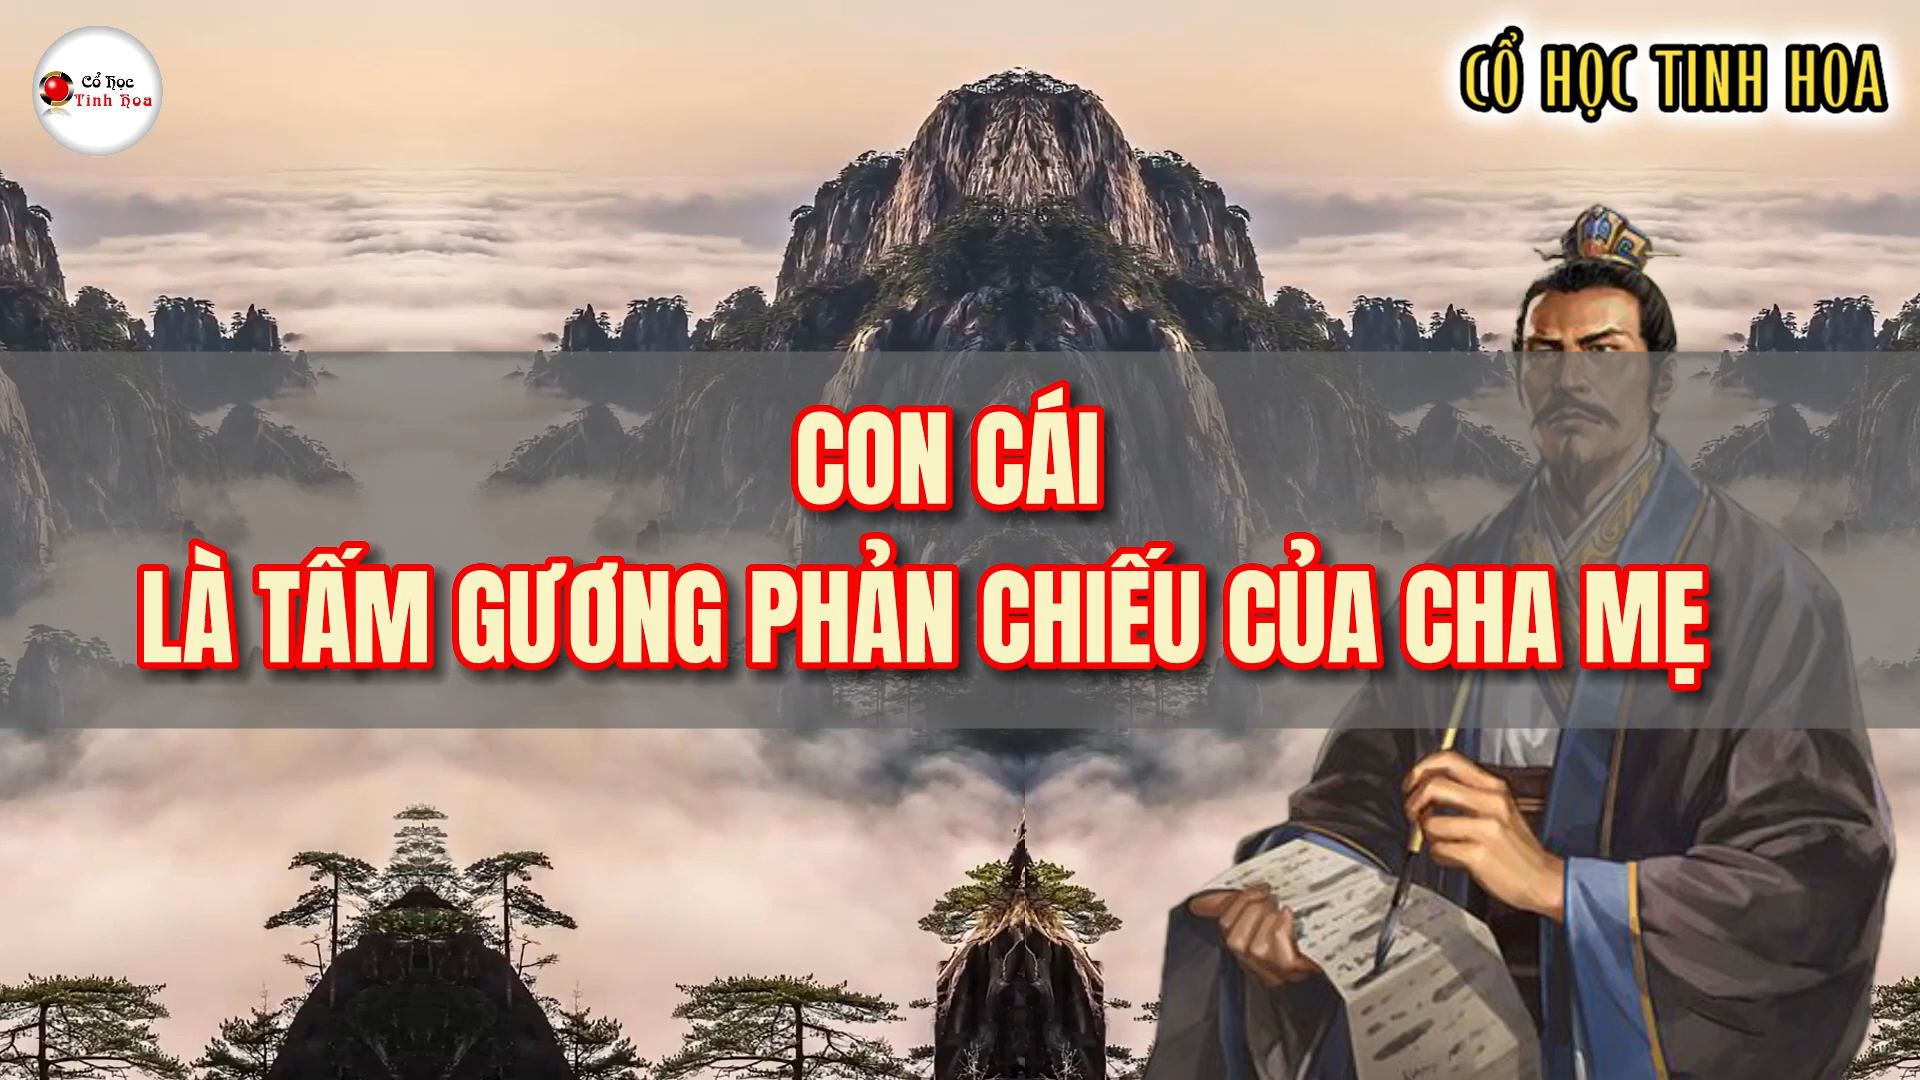 Cổ Học
Tinh Hoa
CỔ HỌC TINH HOA
CON CÁI
LÀ TẤM GƯƠNG PHẢN CHIẾU CỦA CHA MẸ